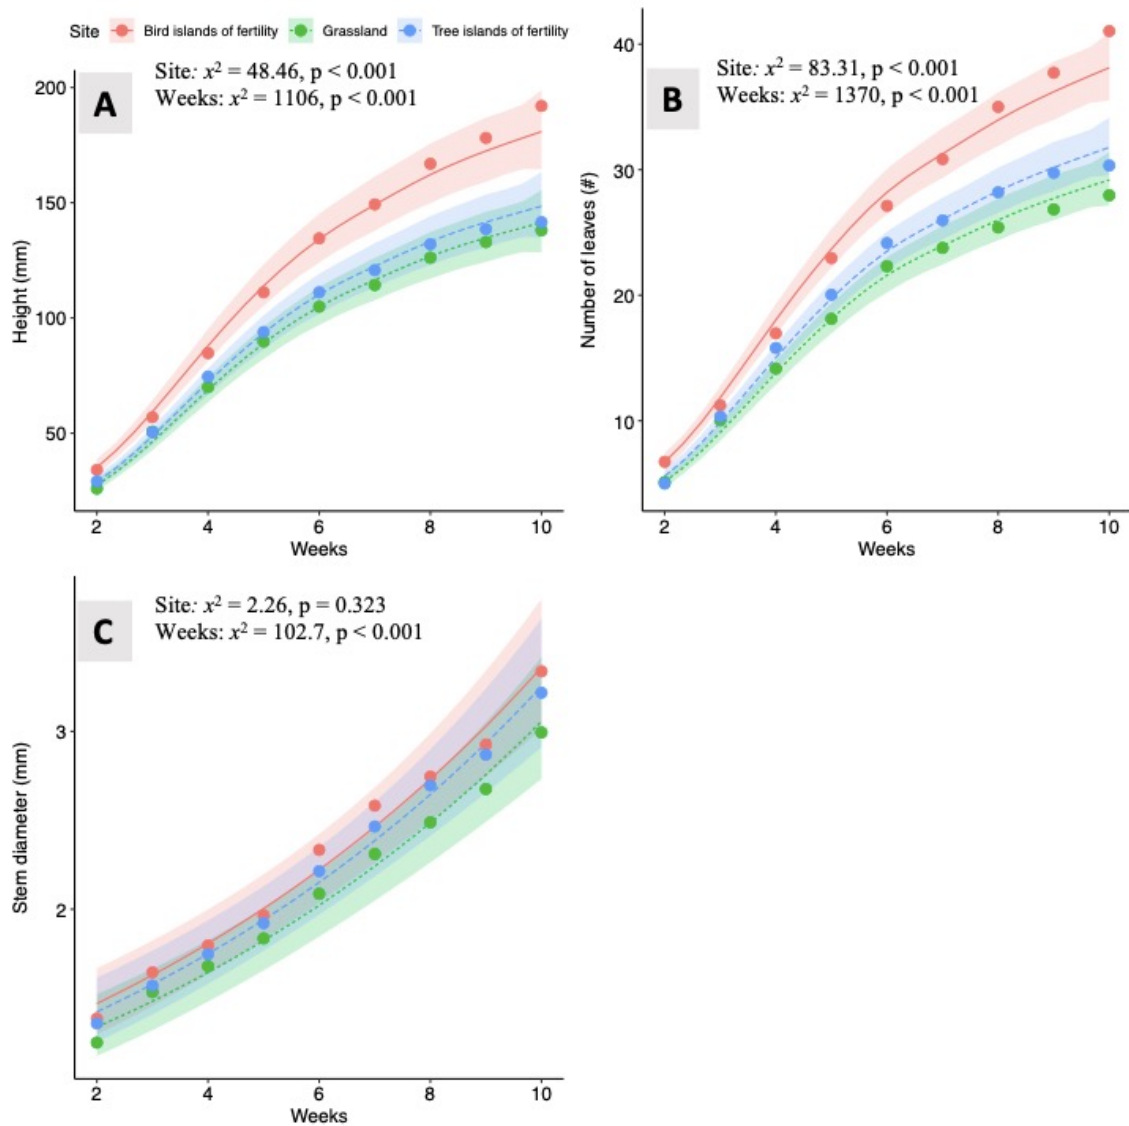 Site Bird islands of fertility Grassland Tree islands of fertility
A
Site: x² = 48.46, p < 0.001
Weeks: x² = 1106, p < 0.001
200
150
100
50
Height (mm)
2 4 6 8 10
Weeks
B
Site: x² = 83.31, p < 0.001
Weeks: x² = 1370, p < 0.001
40
30
20
10
Number of leaves (#)
2 4 6 8 10
Weeks
C
Site: x² = 2.26, p = 0.323
Weeks: x² = 102.7, p < 0.001
3
2
Stem diameter (mm)
2 4 6 8 10
Weeks